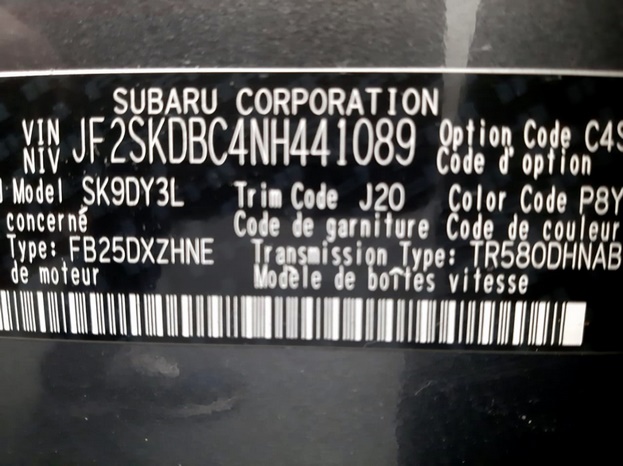 SUBARU CORPORATION
VIN NIV JF2SKDBC4NH441089 Option Code C4S
Code d'option
Model SK9DY3L Trim Code J20 Color Code P8Y
concerné Code de garniture Code de couleur
Type: FB25DXZHNE Transmission Type: TR580DHNAB
de moteur Modèle de boîtes vitesse